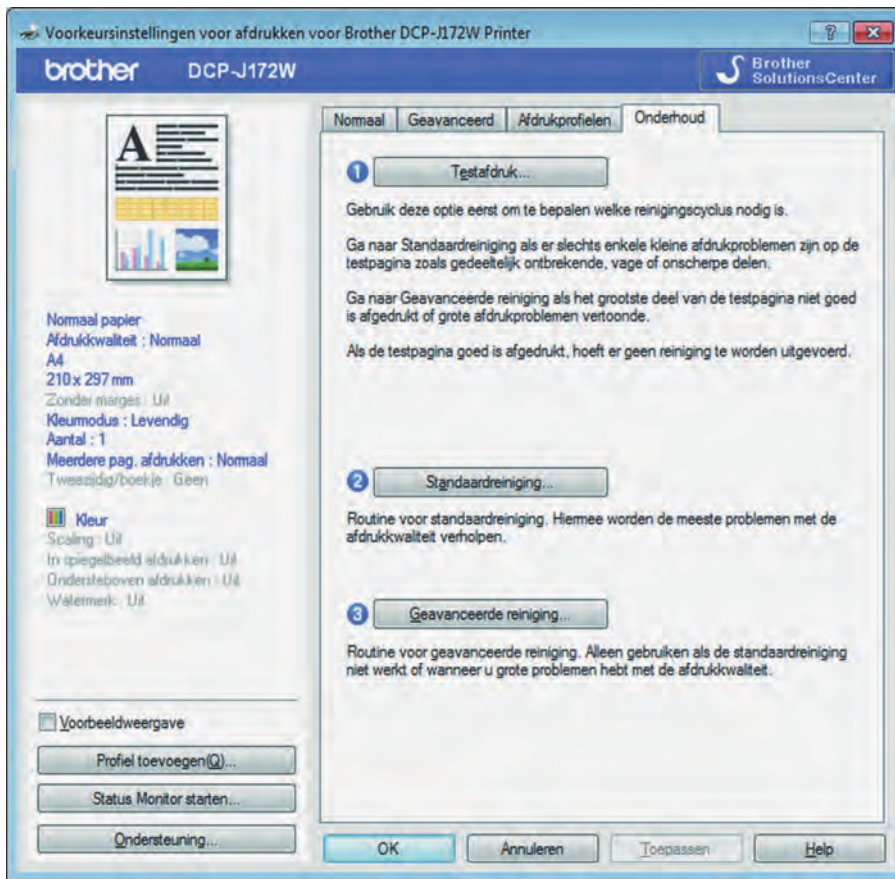 Voorkeursinstellingen voor afdrukken voor Brother DCP-J172W Printer
brother DCP-J172W
Brother
SolutionsCenter
A
Normaal papier
Afdrukkwaliteit : Normaal
A4
210 x 297 mm
Zonder marges : Uit
Kleurmodus : Levendig
Aantal : 1
Meerdere pag. afdrukken : Normaal
Tweezijdig/boekje : Geen
Kleur
Scaling : Uit
In spiegelbeeld afdrukken : Uit
Ondersteboven afdrukken : Uit
Watermerk : Uit
Voorbeeldweergave
Profiel toevoegen(Q)...
Status Monitor starten...
Ondersteuning...
Normaal Geavanceerd Afdrukprofielen Onderhoud
1 Testafdruk...
Gebruik deze optie eerst om te bepalen welke reinigingscyclus nodig is.
Ga naar Standaardreiniging als er slechts enkele kleine afdrukproblemen zijn op de
testpagina zoals gedeeltelijk ontbrekende, vage of onscherpe delen.
Ga naar Geavanceerde reiniging als het grootste deel van de testpagina niet goed
is afgedrukt of grote afdrukproblemen vertoonde.
Als de testpagina goed is afgedrukt, hoeft er geen reiniging te worden uitgevoerd.
2 Standaardreiniging...
Routine voor standaardreiniging. Hiermee worden de meeste problemen met de
afdrukkwaliteit verholpen.
3 Geavanceerde reiniging...
Routine voor geavanceerde reiniging. Alleen gebruiken als de standaardreiniging
niet werkt of wanneer u grote problemen hebt met de afdrukkwaliteit.
OK Annuleren Toepassen Help